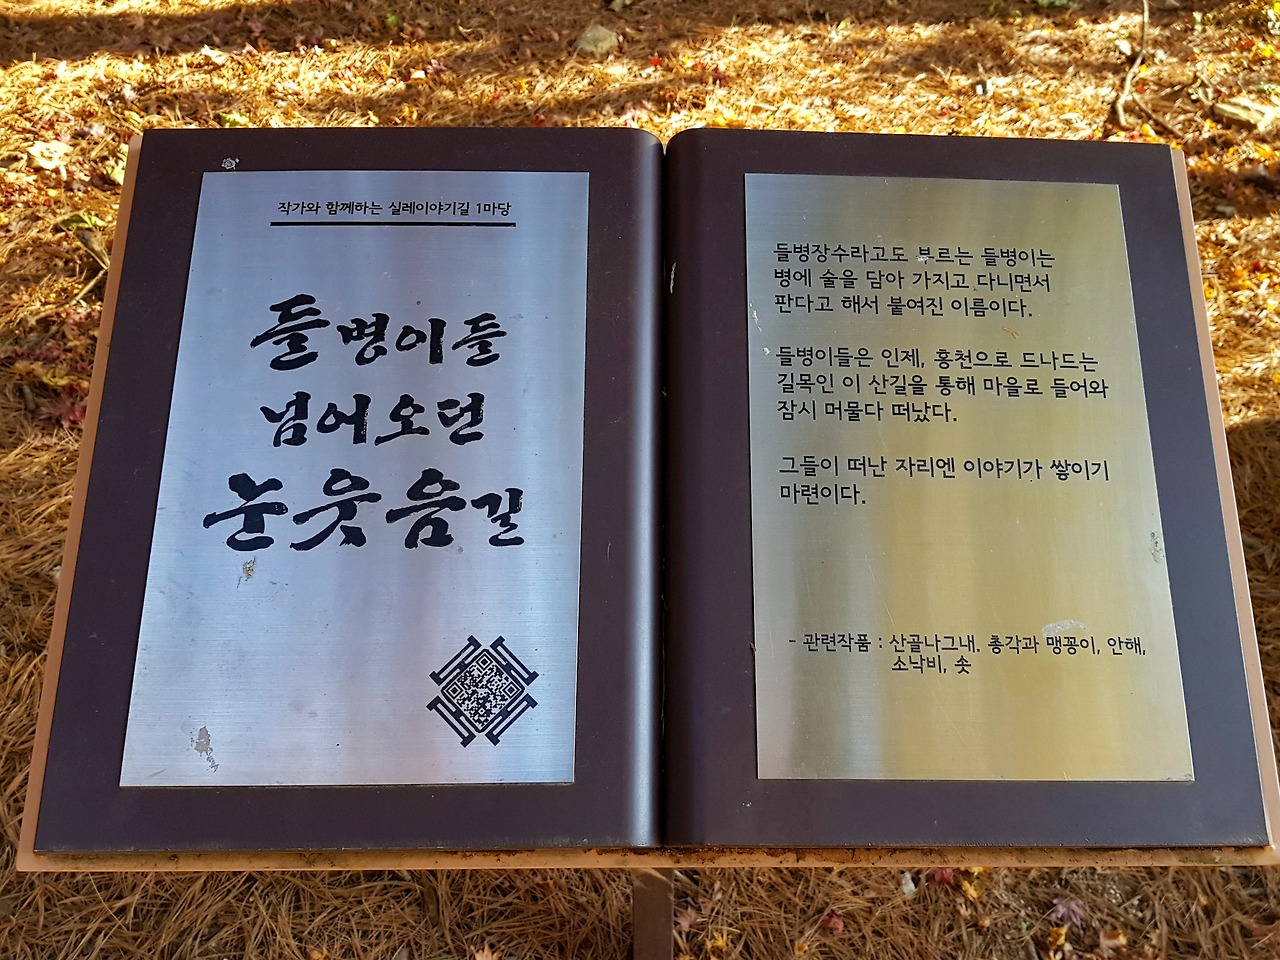 작가와 함께하는 실레이야기길 1마당
들병이들
넘어오던
눈웃음길
들병장수라고도 부르는 들병이는
병에 술을 담아 가지고 다니면서
판다고 해서 붙여진 이름이다.
들병이들은 인제, 홍천으로 드나드는
길목인 이 산길을 통해 마을로 들어와
잠시 머물다 떠났다.
그들이 떠난 자리엔 이야기가 쌓이기
마련이다.
- 관련작품 : 산골나그내. 총각과 맹꽁이, 안해,
소낙비, 솟